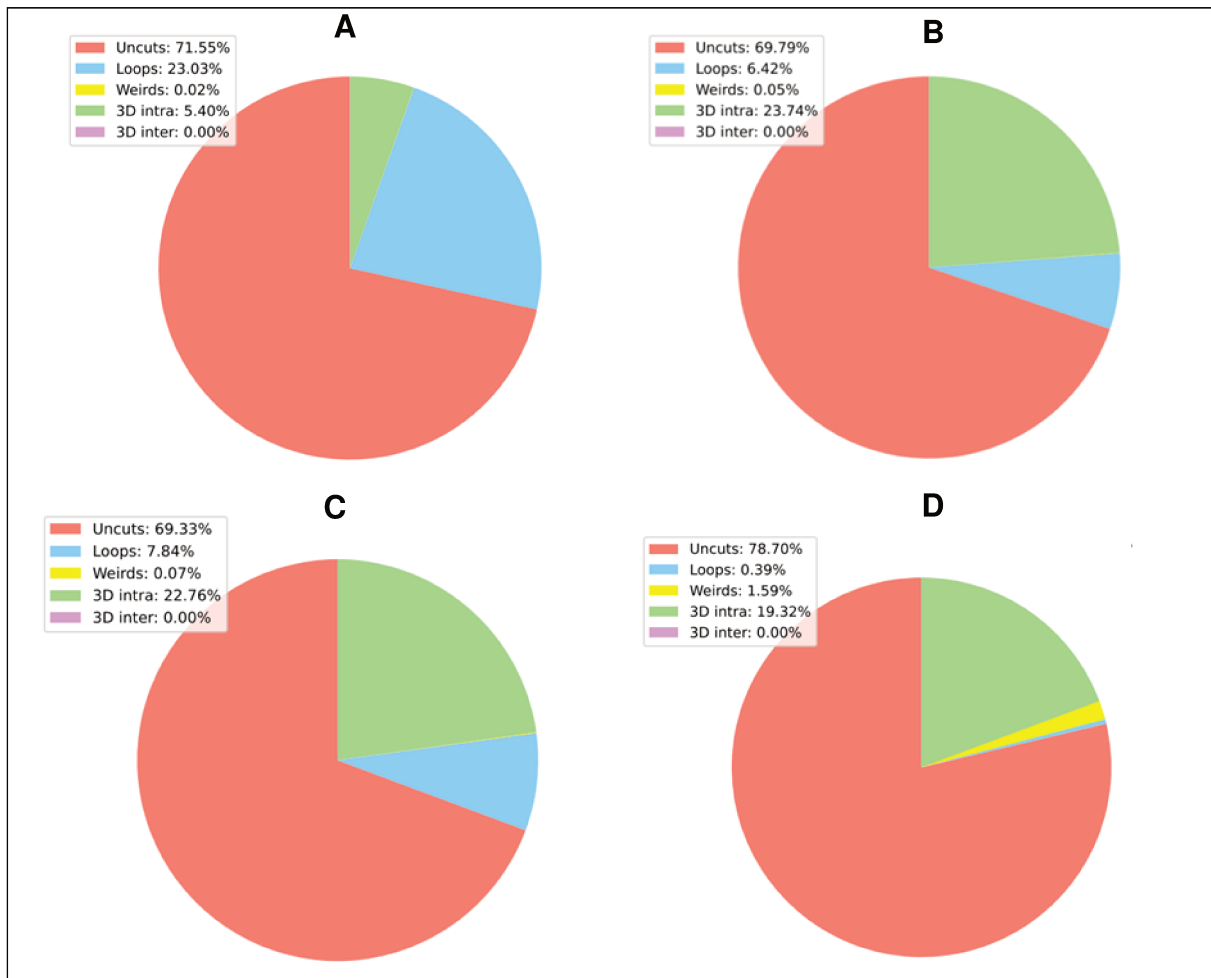 A
Uncuts: 71.55%
Loops: 23.03%
Weirds: 0.02%
3D intra: 5.40%
3D inter: 0.00%
B
Uncuts: 69.79%
Loops: 6.42%
Weirds: 0.05%
3D intra: 23.74%
3D inter: 0.00%
C
Uncuts: 69.33%
Loops: 7.84%
Weirds: 0.07%
3D intra: 22.76%
3D inter: 0.00%
D
Uncuts: 78.70%
Loops: 0.39%
Weirds: 1.59%
3D intra: 19.32%
3D inter: 0.00%